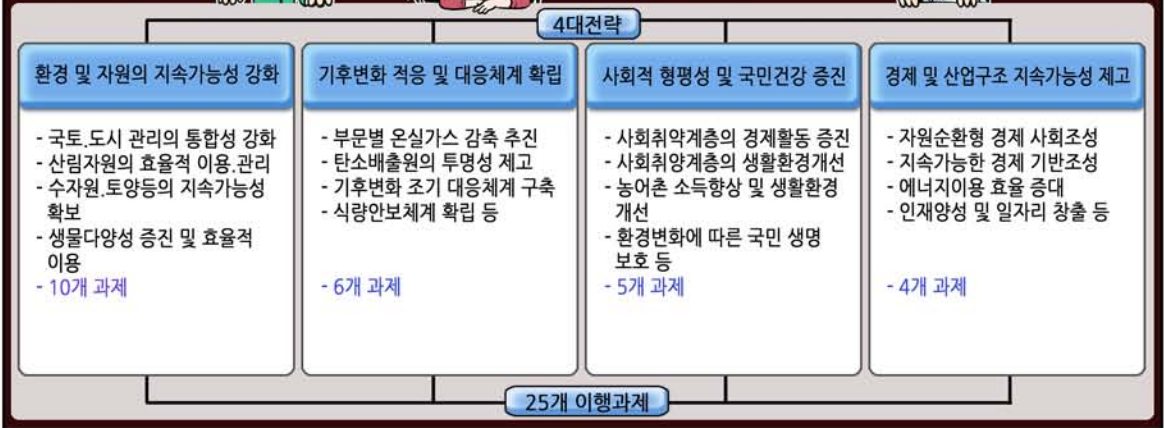 4대전략
환경 및 자원의 지속가능성 강화
- 국토.도시 관리의 통합성 강화
- 산림자원의 효율적 이용.관리
- 수자원.토양등의 지속가능성
확보
- 생물다양성 증진 및 효율적
이용
- 10개 과제
기후변화 적응 및 대응체계 확립
- 부문별 온실가스 감축 추진
- 탄소배출원의 투명성 제고
- 기후변화 조기 대응체계 구축
- 식량안보체계 확립 등
- 6개 과제
사회적 형평성 및 국민건강 증진
- 사회취약계층의 경제활동 증진
- 사회취양계층의 생활환경개선
- 농어촌 소득향상 및 생활환경
개선
- 환경변화에 따른 국민 생명
보호 등
- 5개 과제
경제 및 산업구조 지속가능성 제고
- 자원순환형 경제 사회조성
- 지속가능한 경제 기반조성
- 에너지이용 효율 증대
- 인재양성 및 일자리 창출 등
- 4개 과제
25개 이행과제